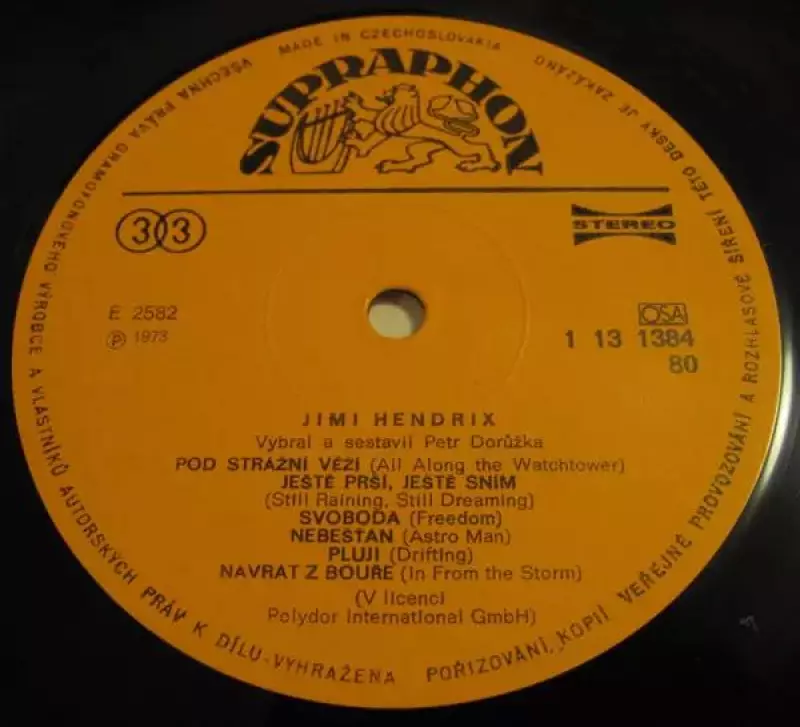 MADE IN CZECHOSLOVAKIA
SUPRAPHON
33
STEREO
E 2582
℗ 1973
OSA
1 13 1384
80
JIMI HENDRIX
Vybral a sestavil Petr Dorůžka
POD STRÁŽNÍ VĚŽÍ (All Along the Watchtower)
JEŠTĚ PRŠÍ, JEŠTĚ SNÍM
(Still Raining, Still Dreaming)
SVOBODA (Freedom)
NEBEŠŤAN (Astro Man)
PLUJI (Drifting)
NÁVRAT Z BOUŘE (In From the Storm)
(V licenci
Polydor International GmbH)
VŠECHNA PRÁVA GRAMOFONOVÉHO VÝROBCE A VLASTNÍKŮ AUTORSKÝCH PRÁV K DÍLU-VYHRAŽENA
POŘIZOVÁNÍ KOPIÍ VEŘEJNÉ PROVOZOVÁNÍ A ROZHLASOVÉ ŠÍŘENÍ TÉTO DESKY JE ZAKÁZÁNO